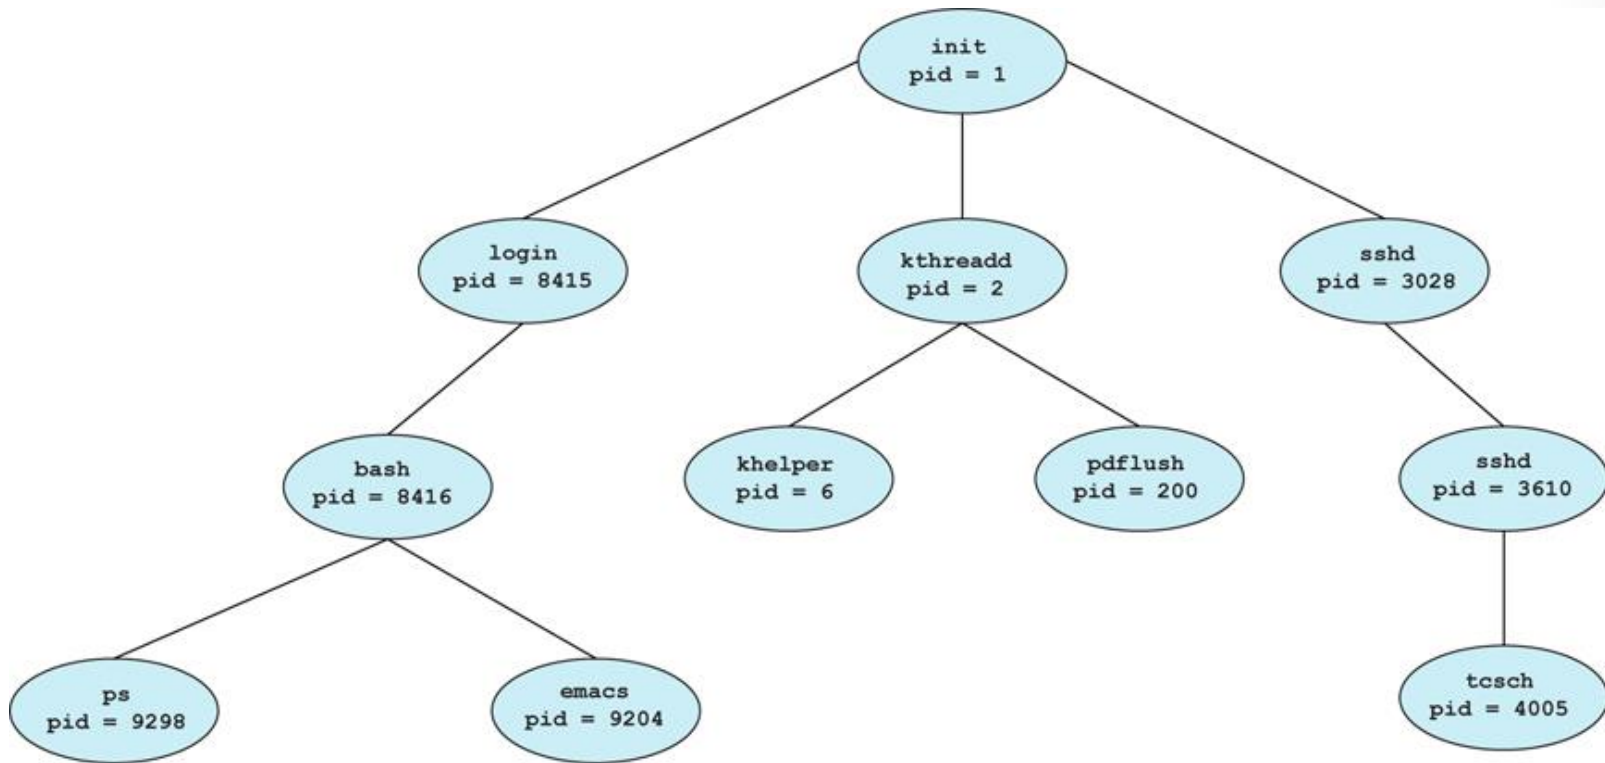 init
pid = 1
login
pid = 8415
kthreadd
pid = 2
sshd
pid = 3028
bash
pid = 8416
khelper
pid = 6
pdflush
pid = 200
sshd
pid = 3610
ps
pid = 9298
emacs
pid = 9204
tcsch
pid = 4005